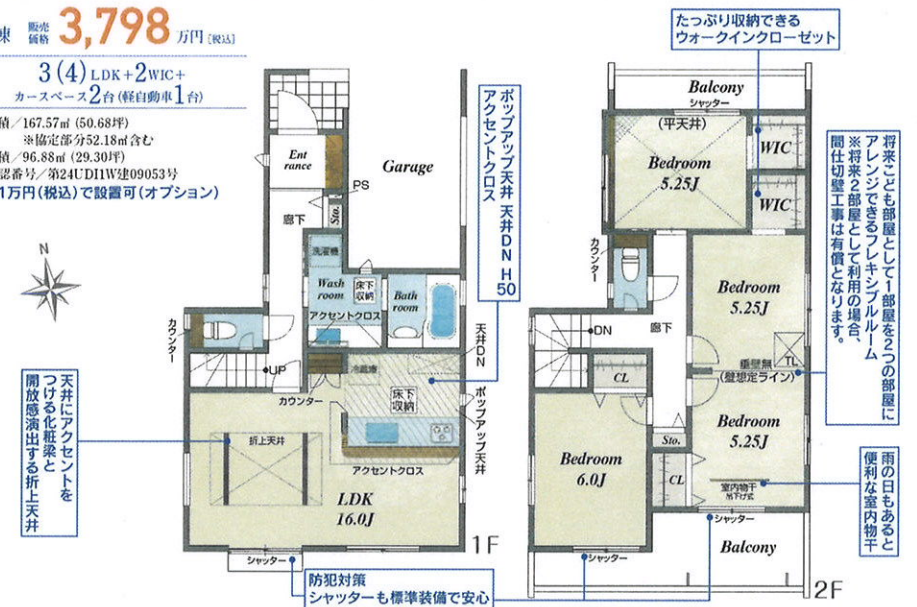 棟 販売価格 3,798 万円［税込］
3(4)LDK+2WIC+
カースペース2台(軽自動車1台)
積／167.57㎡(50.68坪)
※協定部分52.18㎡含む
積／96.88㎡(29.30坪)
認番号／第24UDI1W建09053号
1万円(税込)で設置可(オプション)
N
Ent
rance
Garage
PS
Sto.
廊下
洗濯機
Wash
room
床下
収納
Bath
room
アクセントクロス
カウンター
UP
カウンター
冷蔵庫
床下
収納
天井DN
ポップアップ天井
アクセントクロス
折上天井
LDK
16.0J
シャッター
1F
ポップアップ天井 天井DN H50
アクセントクロス
天井にアクセントを
つける化粧梁と
開放感演出する折上天井
防犯対策
シャッターも標準装備で安心
たっぷり収納できる
ウォークインクローゼット
Balcony
シャッター
(平天井)
Bedroom
5.25J
WIC
WIC
カウンター
DN
廊下
Bedroom
5.25J
垂壁無
(壁想定ライン)
TL
CL
Bedroom
6.0J
Sto.
CL
Bedroom
5.25J
室内物干
吊下げ式
シャッター
シャッター
Balcony
2F
将来こども部屋として1部屋を2つの部屋に
アレンジできるフレキシブルルーム
※将来2部屋として利用の場合、
間仕切壁工事は有償となります。
雨の日もあると
便利な室内物干